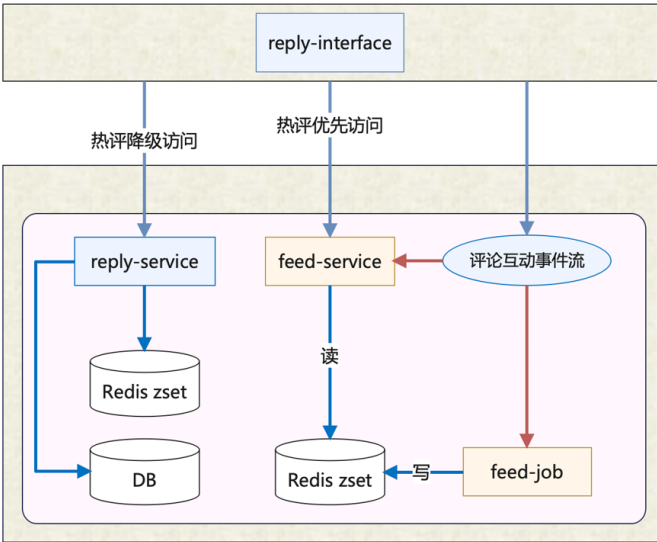 reply-interface
热评降级访问
热评优先访问
reply-service
feed-service
评论互动事件流
读
Redis zset
DB
Redis zset
写
feed-job